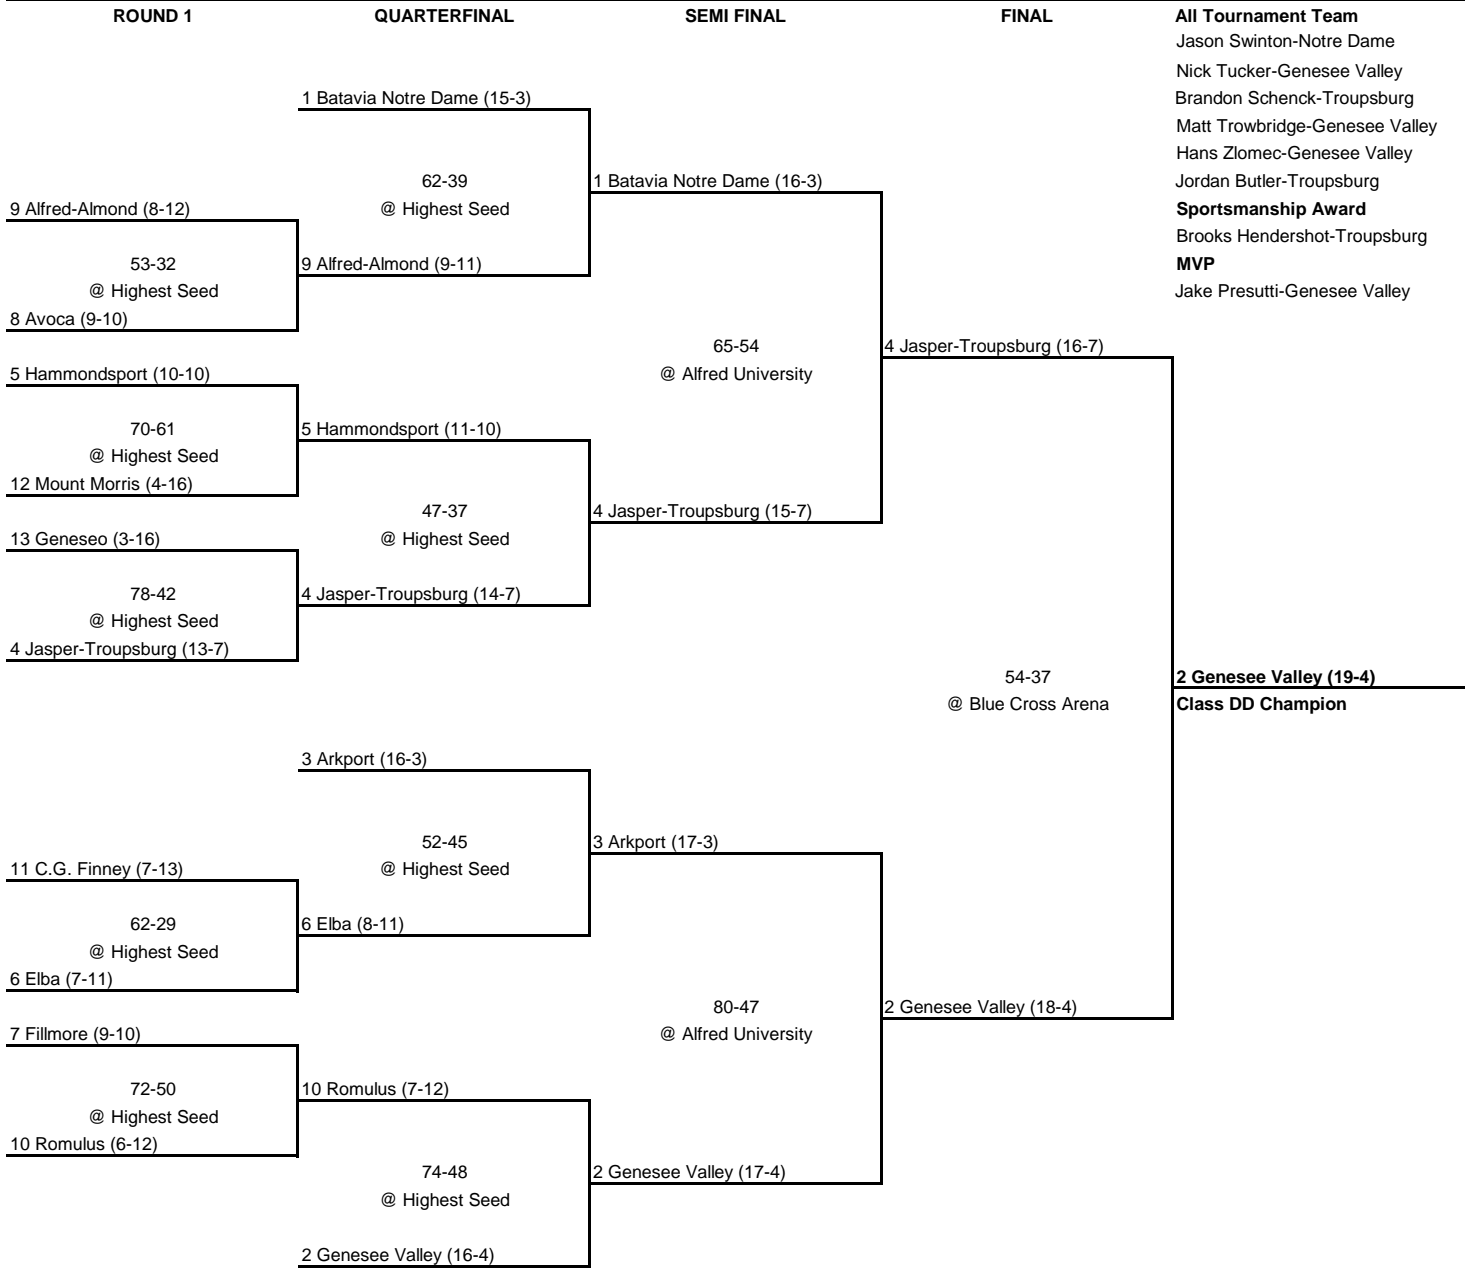 ROUND 1 QUARTERFINAL SEMI FINAL FINAL All Tournament Team
Jason Swinton-Notre Dame
Nick Tucker-Genesee Valley
1 Batavia Notre Dame (15-3) Brandon Schenck-Troupsburg
Matt Trowbridge-Genesee Valley
Hans Zlomec-Genesee Valley
62-39 1 Batavia Notre Dame (16-3) Jordan Butler-Troupsburg
9 Alfred-Almond (8-12) @ Highest Seed Sportsmanship Award
Brooks Hendershot-Troupsburg
53-32 9 Alfred-Almond (9-11) MVP
@ Highest Seed Jake Presutti-Genesee Valley
8 Avoca (9-10)
65-54 4 Jasper-Troupsburg (16-7)
5 Hammondsport (10-10) @ Alfred University
70-61 5 Hammondsport (11-10)
@ Highest Seed
12 Mount Morris (4-16)
47-37 4 Jasper-Troupsburg (15-7)
13 Geneseo (3-16) @ Highest Seed
78-42 4 Jasper-Troupsburg (14-7)
@ Highest Seed
4 Jasper-Troupsburg (13-7)
54-37 2 Genesee Valley (19-4)
@ Blue Cross Arena Class DD Champion
3 Arkport (16-3)
52-45 3 Arkport (17-3)
11 C.G. Finney (7-13) @ Highest Seed
62-29 6 Elba (8-11)
@ Highest Seed
6 Elba (7-11)
80-47 2 Genesee Valley (18-4)
7 Fillmore (9-10) @ Alfred University
72-50 10 Romulus (7-12)
@ Highest Seed
10 Romulus (6-12)
74-48 2 Genesee Valley (17-4)
@ Highest Seed
2 Genesee Valley (16-4)